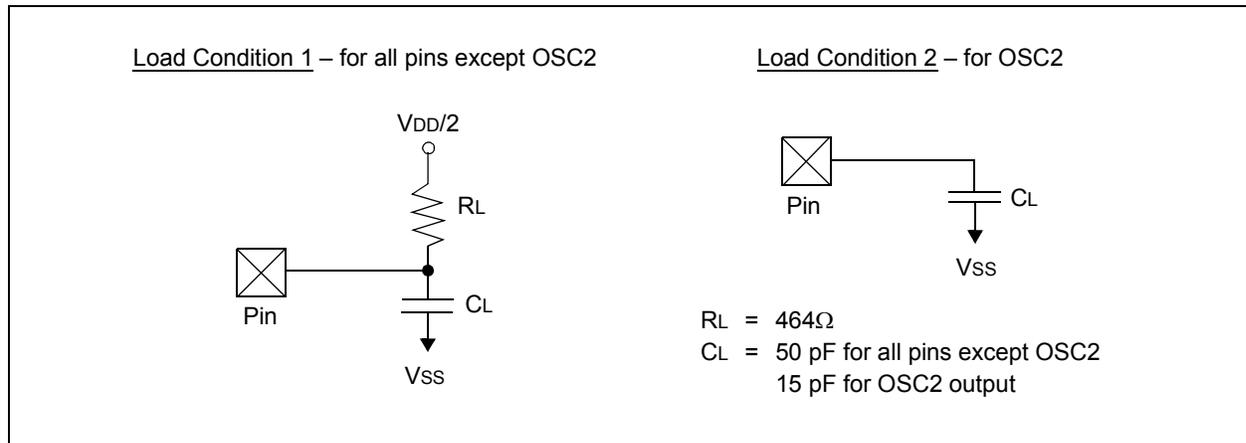 Load Condition 1 – for all pins except OSC2
VDD/2
RL
Pin
CL
VSS
Load Condition 2 – for OSC2
Pin
CL
VSS
RL = 464Ω
CL = 50 pF for all pins except OSC2
15 pF for OSC2 output